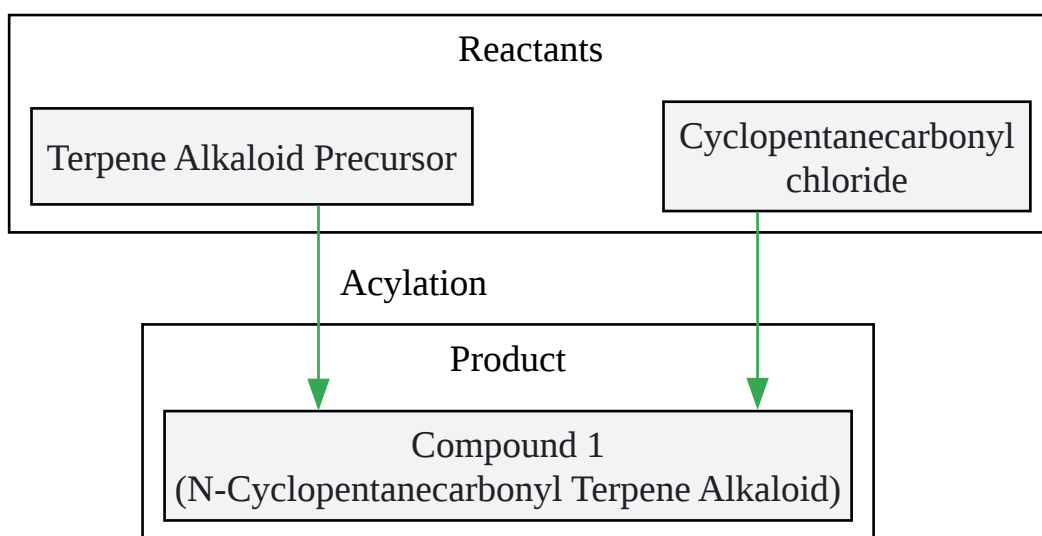 Reactants
Terpene Alkaloid Precursor
Cyclopentanecarbonyl
chloride
Acylation
Product
Compound 1
(N-Cyclopentanecarbonyl Terpene Alkaloid)